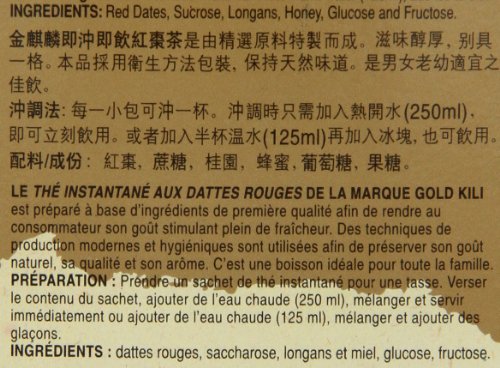 INGREDIENTS: Red Dates, Sucrose, Longans, Honey, Glucose and Fructose.
金麒麟即沖即飲紅棗茶是由精選原料特製而成。滋味醇厚，别具
一格。本品採用衛生方法包裝，保持天然味道。是男女老幼適宜之
佳飲。
沖調法：每一小包可沖一杯。沖調時只需加入熱開水(250ml)，
即可立刻飲用。或者加入半杯温水(125ml)再加入冰塊，也可飲用。
配料/成份：紅棗，蔗糖，桂園，蜂蜜，葡萄糖，果糖。
LE THÉ INSTANTANÉ AUX DATTES ROUGES DE LA MARQUE GOLD KILI
est préparé à base d'ingrédients de première qualité afin de rendre au
consommateur son goût stimulant plein de fraîcheur. Des techniques de
production modernes et hygiéniques sont utilisées afin de préserver son goût
naturel, sa qualité et son arôme. C'est une boisson idéale pour toute la famille.
PRÉPARATION : Prendre un sachet de thé instantané pour une tasse. Verser
le contenu du sachet, ajouter de l'eau chaude (250 ml), mélanger et servir
immédiatement ou ajouter de l'eau chaude (125 ml), mélanger et ajouter des
glaçons.
INGRÉDIENTS : dattes rouges, saccharose, longans et miel, glucose, fructose.